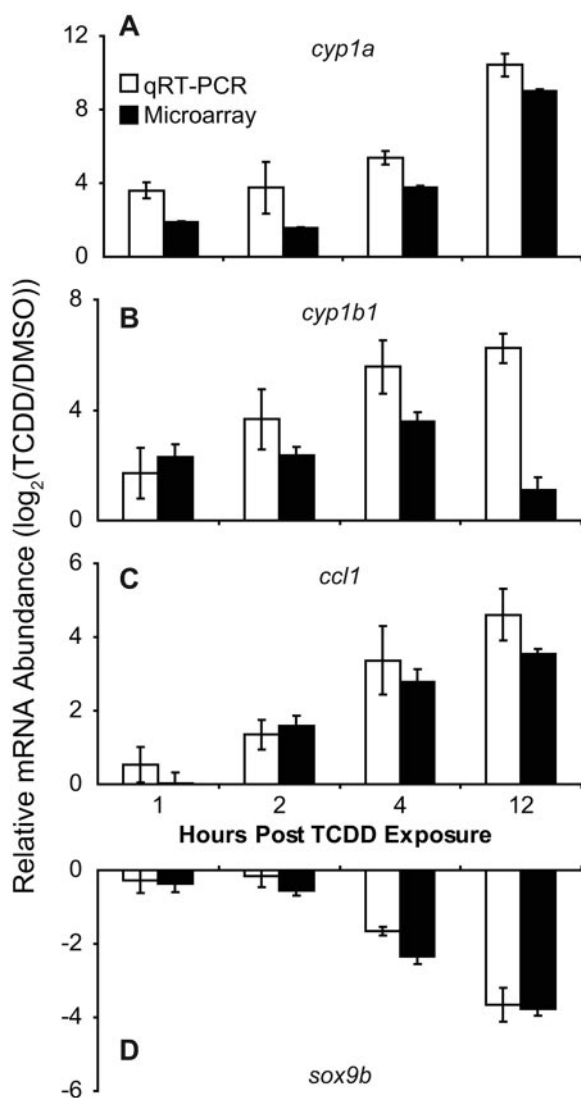 Relative mRNA Abundance (log₂(TCDD/DMSO))
A
cyp1a
qRT-PCR
Microarray
12
8
4
0
B
cyp1b1
8
4
0
C
ccl1
6
4
2
0
1 2 4 12
Hours Post TCDD Exposure
0
-2
-4
-6
D
sox9b